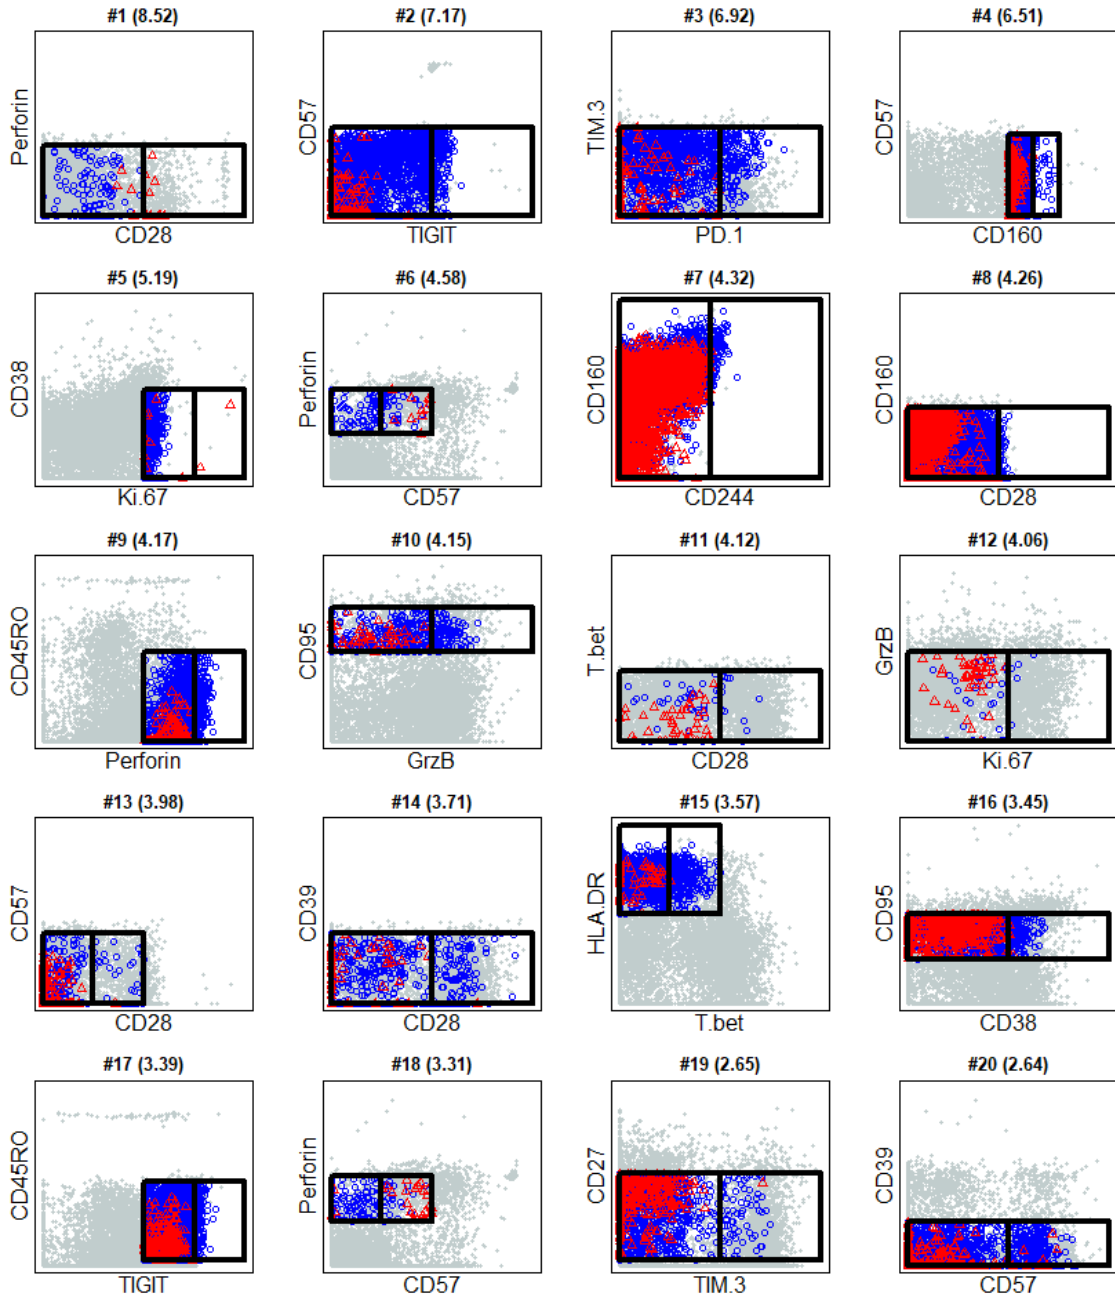 #1 (8.52) #2 (7.17) #3 (6.92) #4 (6.51)
Perforin CD57 TIM.3 CD57
CD28 TIGIT PD.1 CD160
#5 (5.19) #6 (4.58) #7 (4.32) #8 (4.26)
CD38 Perforin CD160 CD160
Ki.67 CD57 CD244 CD28
#9 (4.17) #10 (4.15) #11 (4.12) #12 (4.06)
CD45RO CD95 T.bet GrzB
Perforin GrzB CD28 Ki.67
#13 (3.98) #14 (3.71) #15 (3.57) #16 (3.45)
CD57 CD39 HLA.DR CD95
CD28 CD28 T.bet CD38
#17 (3.39) #18 (3.31) #19 (2.65) #20 (2.64)
CD45RO Perforin CD27 CD39
TIGIT CD57 TIM.3 CD57